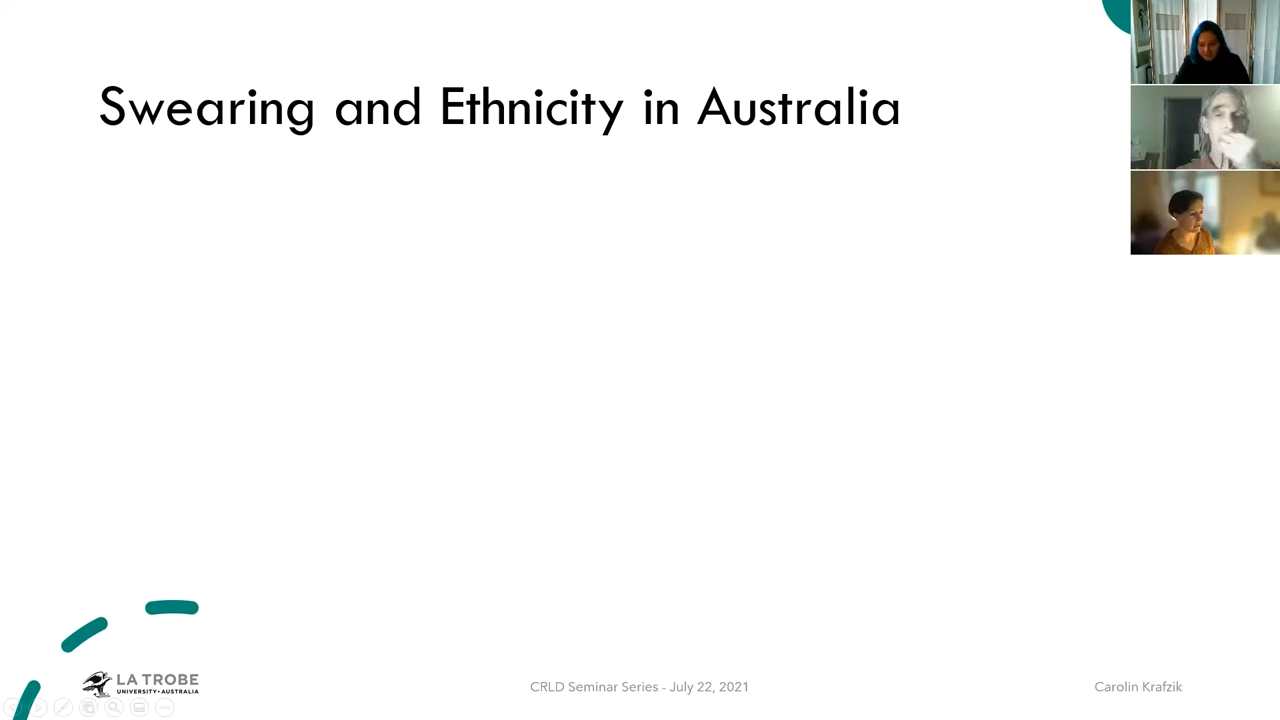 Swearing and Ethnicity in Australia
LA TROBE
UNIVERSITY • AUSTRALIA
CRLD Seminar Series - July 22, 2021
Carolin Krafzik